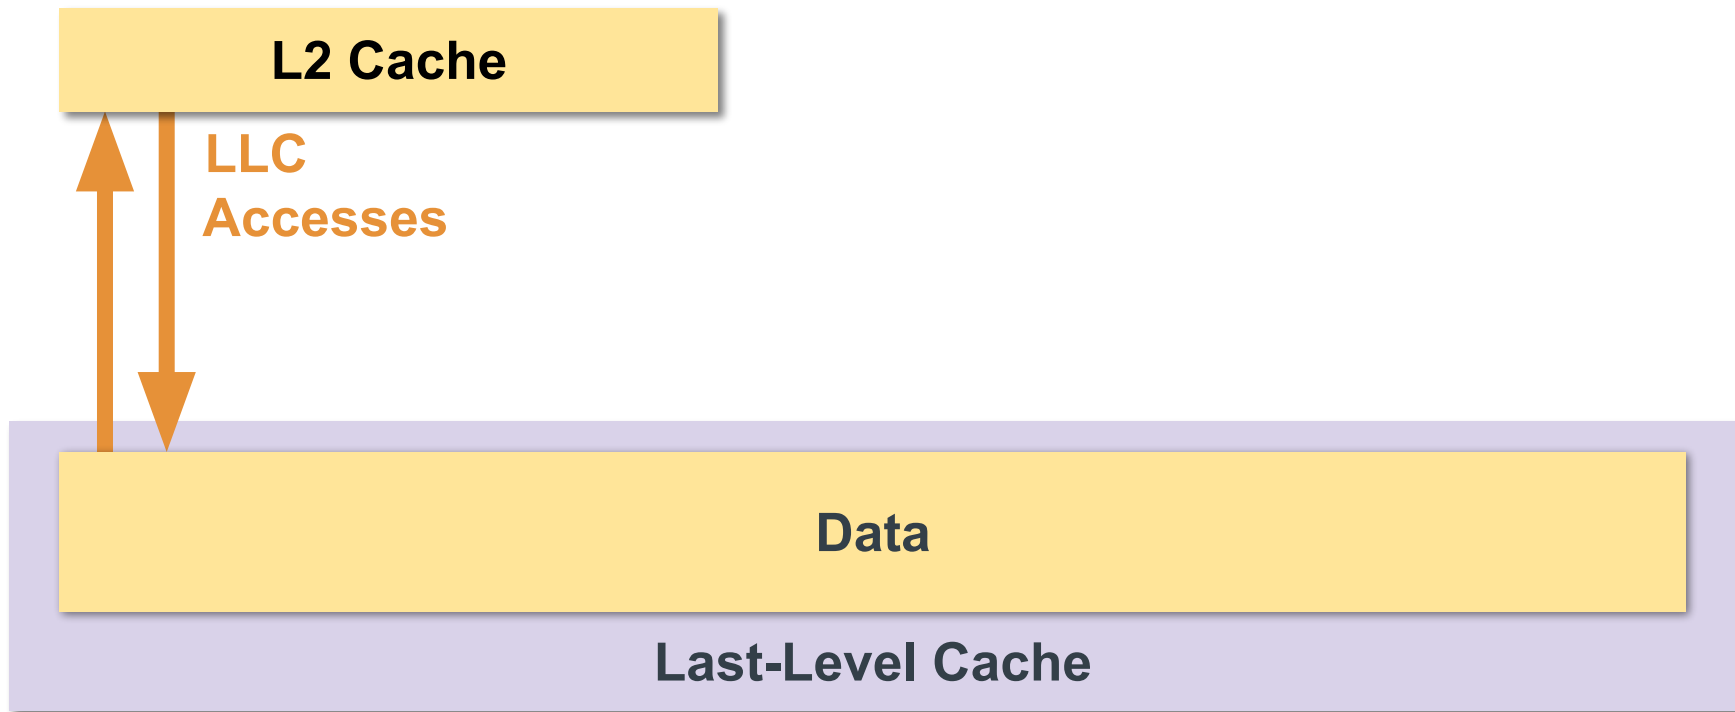 L2 Cache
LLC
Accesses
Data
Last-Level Cache